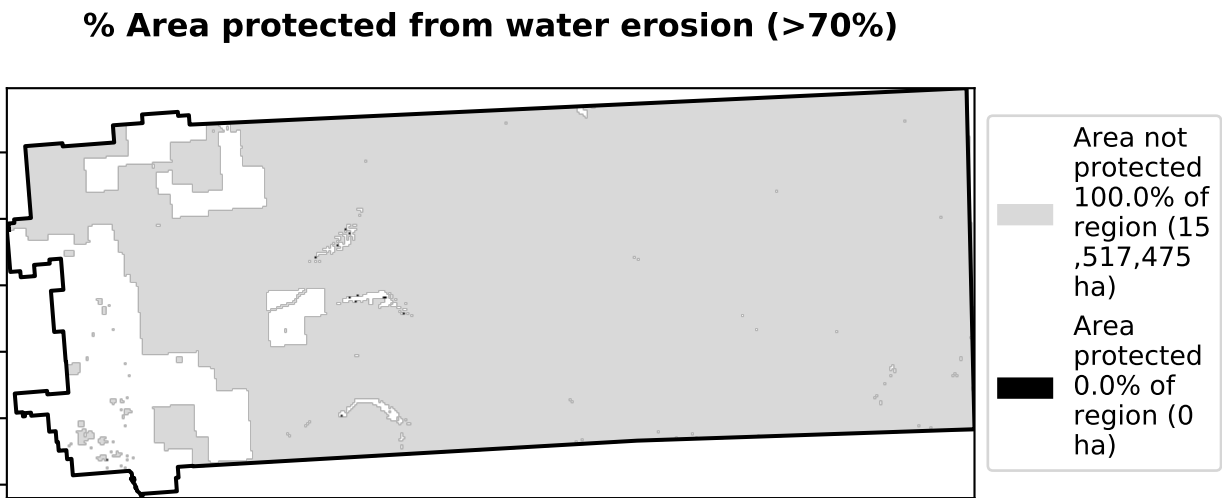 % Area protected from water erosion (>70%)
Area not
protected
100.0% of
region (15
,517,475
ha)
Area
protected
0.0% of
region (0
ha)